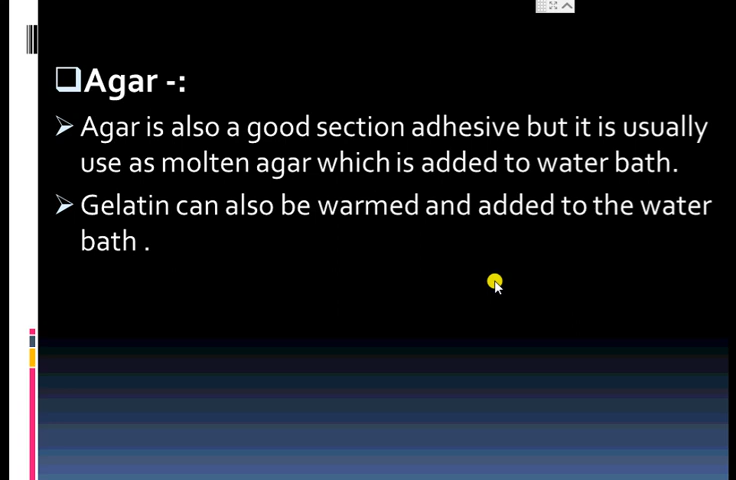 Agar -:
Agar is also a good section adhesive but it is usually
use as molten agar which is added to water bath.
Gelatin can also be warmed and added to the water
bath .